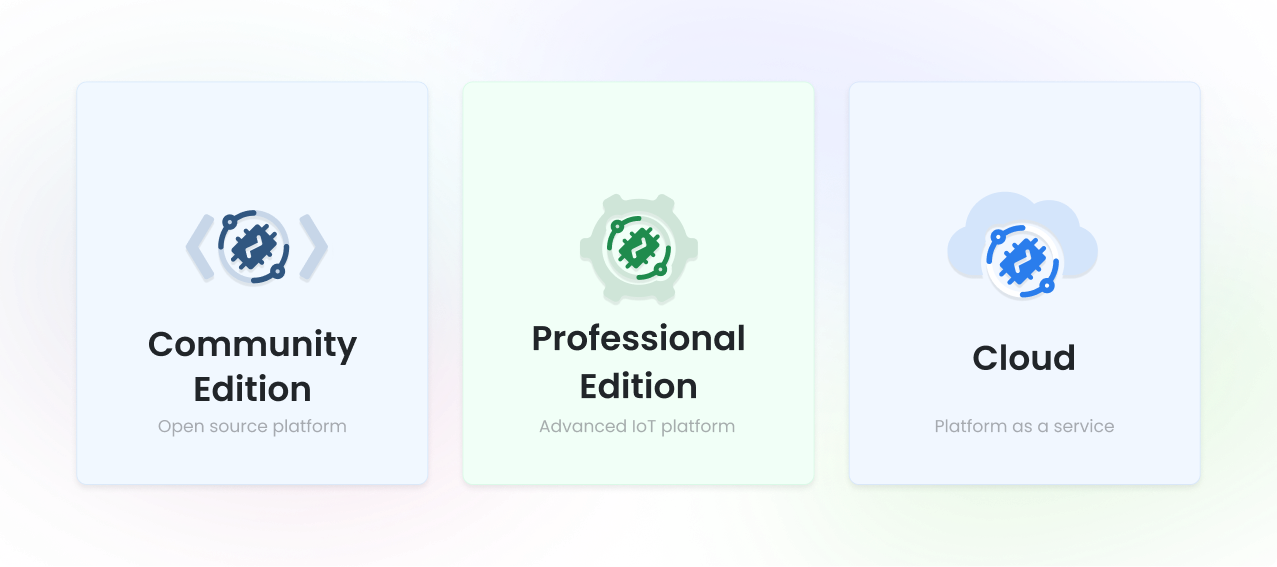 Community
Edition
Open source platform
Professional
Edition
Advanced IoT platform
Cloud
Platform as a service